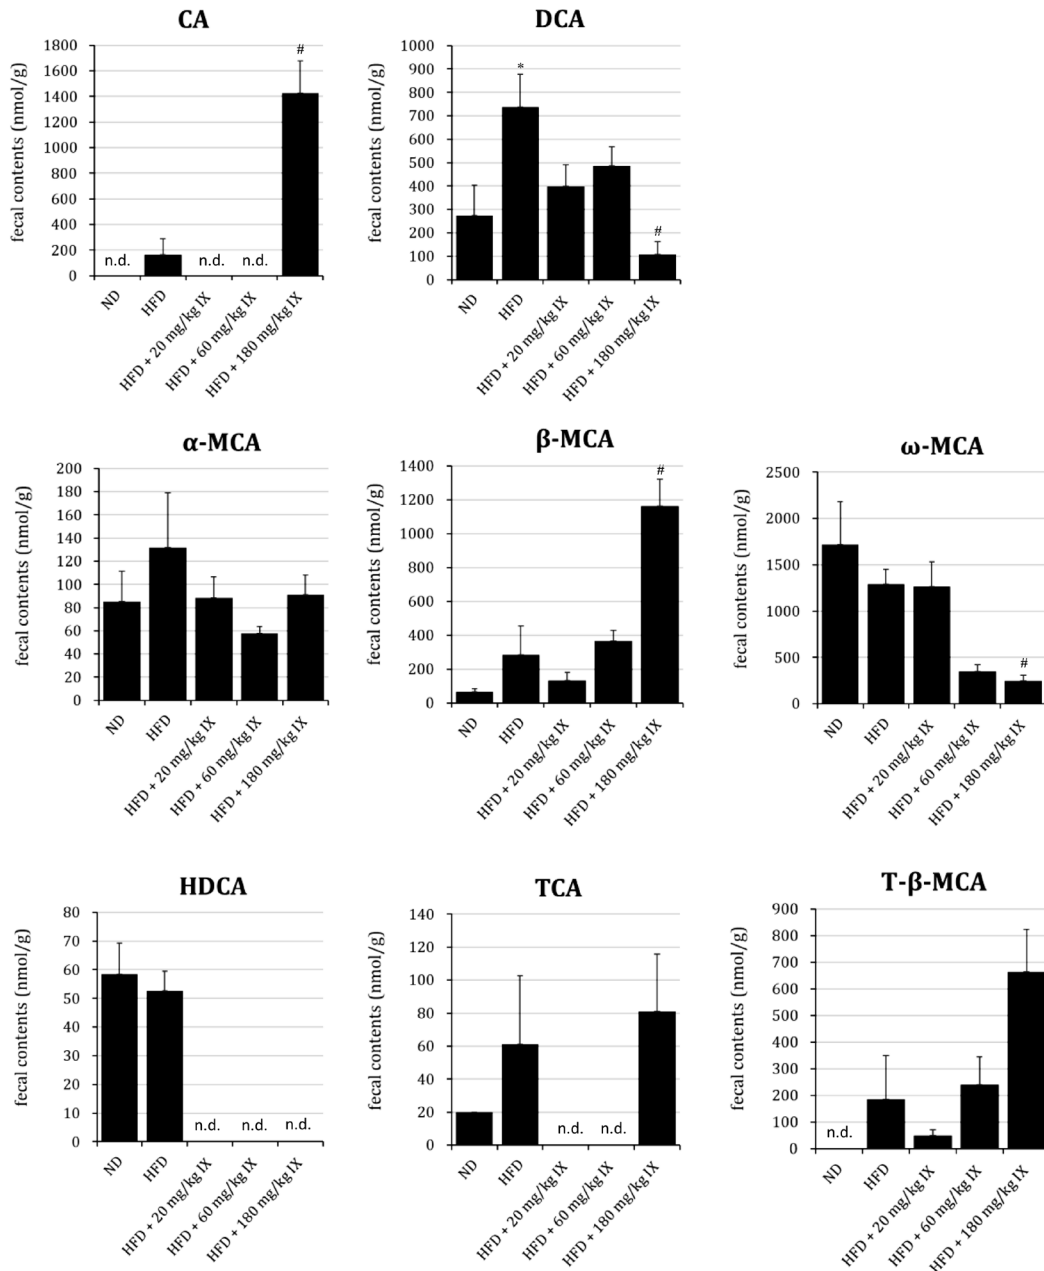 CA
fecal contents (nmol/g)
1800
1600
1400
1200
1000
800
600
400
200
0
#
n.d.
n.d.
n.d.
ND
HFD
HFD + 20 mg/kg IX
HFD + 60 mg/kg IX
HFD + 180 mg/kg IX
DCA
fecal contents (nmol/g)
1000
900
800
700
600
500
400
300
200
100
0
*
#
ND
HFD
HFD + 20 mg/kg IX
HFD + 60 mg/kg IX
HFD + 180 mg/kg IX
α-MCA
fecal contents (nmol/g)
200
180
160
140
120
100
80
60
40
20
0
ND
HFD
HFD + 20 mg/kg IX
HFD + 60 mg/kg IX
HFD + 180 mg/kg IX
β-MCA
fecal contents (nmol/g)
1400
1200
1000
800
600
400
200
0
#
ND
HFD
HFD + 20 mg/kg IX
HFD + 60 mg/kg IX
HFD + 180 mg/kg IX
ω-MCA
fecal contents (nmol/g)
2500
2000
1500
1000
500
0
#
ND
HFD
HFD + 20 mg/kg IX
HFD + 60 mg/kg IX
HFD + 180 mg/kg IX
HDCA
fecal contents (nmol/g)
80
70
60
50
40
30
20
10
0
n.d.
n.d.
n.d.
ND
HFD
HFD + 20 mg/kg IX
HFD + 60 mg/kg IX
HFD + 180 mg/kg IX
TCA
fecal contents (nmol/g)
140
120
100
80
60
40
20
0
n.d.
n.d.
ND
HFD
HFD + 20 mg/kg IX
HFD + 60 mg/kg IX
HFD + 180 mg/kg IX
T-β-MCA
fecal contents (nmol/g)
900
800
700
600
500
400
300
200
100
0
n.d.
ND
HFD
HFD + 20 mg/kg IX
HFD + 60 mg/kg IX
HFD + 180 mg/kg IX